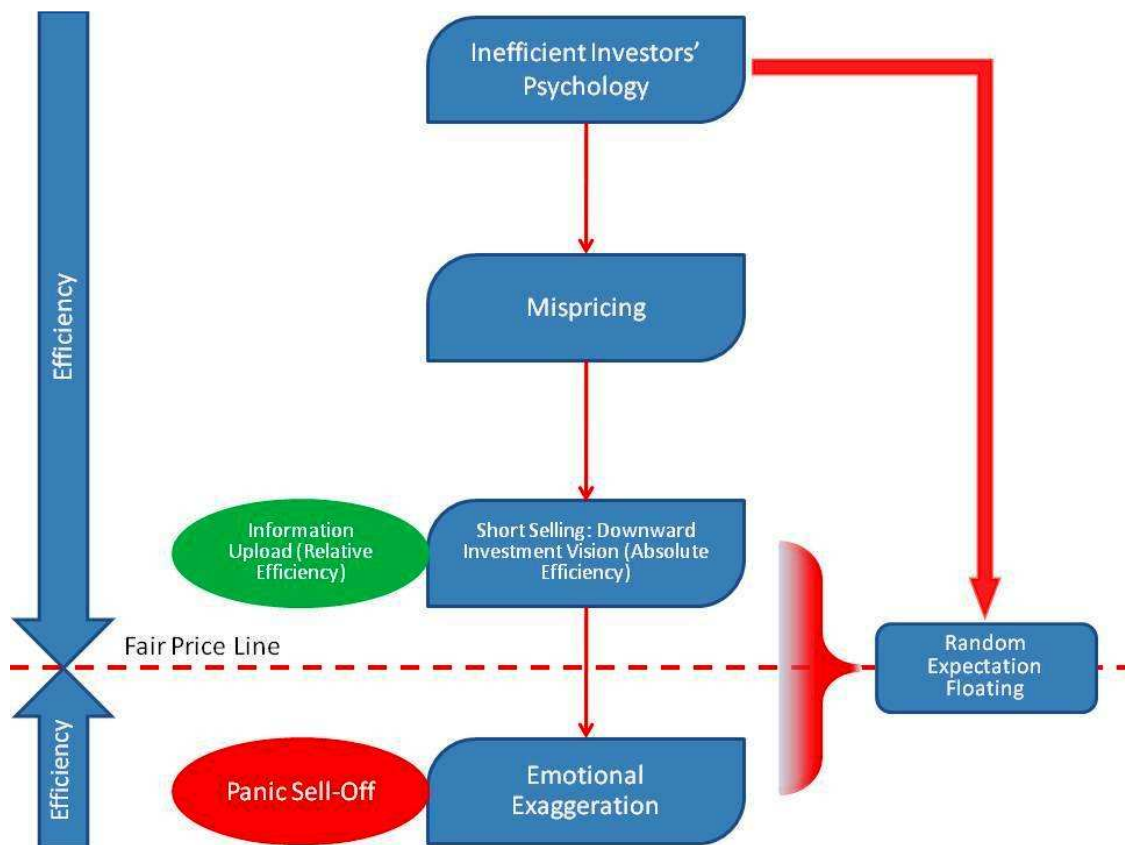 Inefficient Investors'
Psychology
Efficiency
Mispricing
Information
Upload (Relative
Efficiency)
Short Selling: Downward
Investment Vision (Absolute
Efficiency)
Fair Price Line
Random
Expectation
Floating
Efficiency
Panic Sell-Off
Emotional
Exaggeration